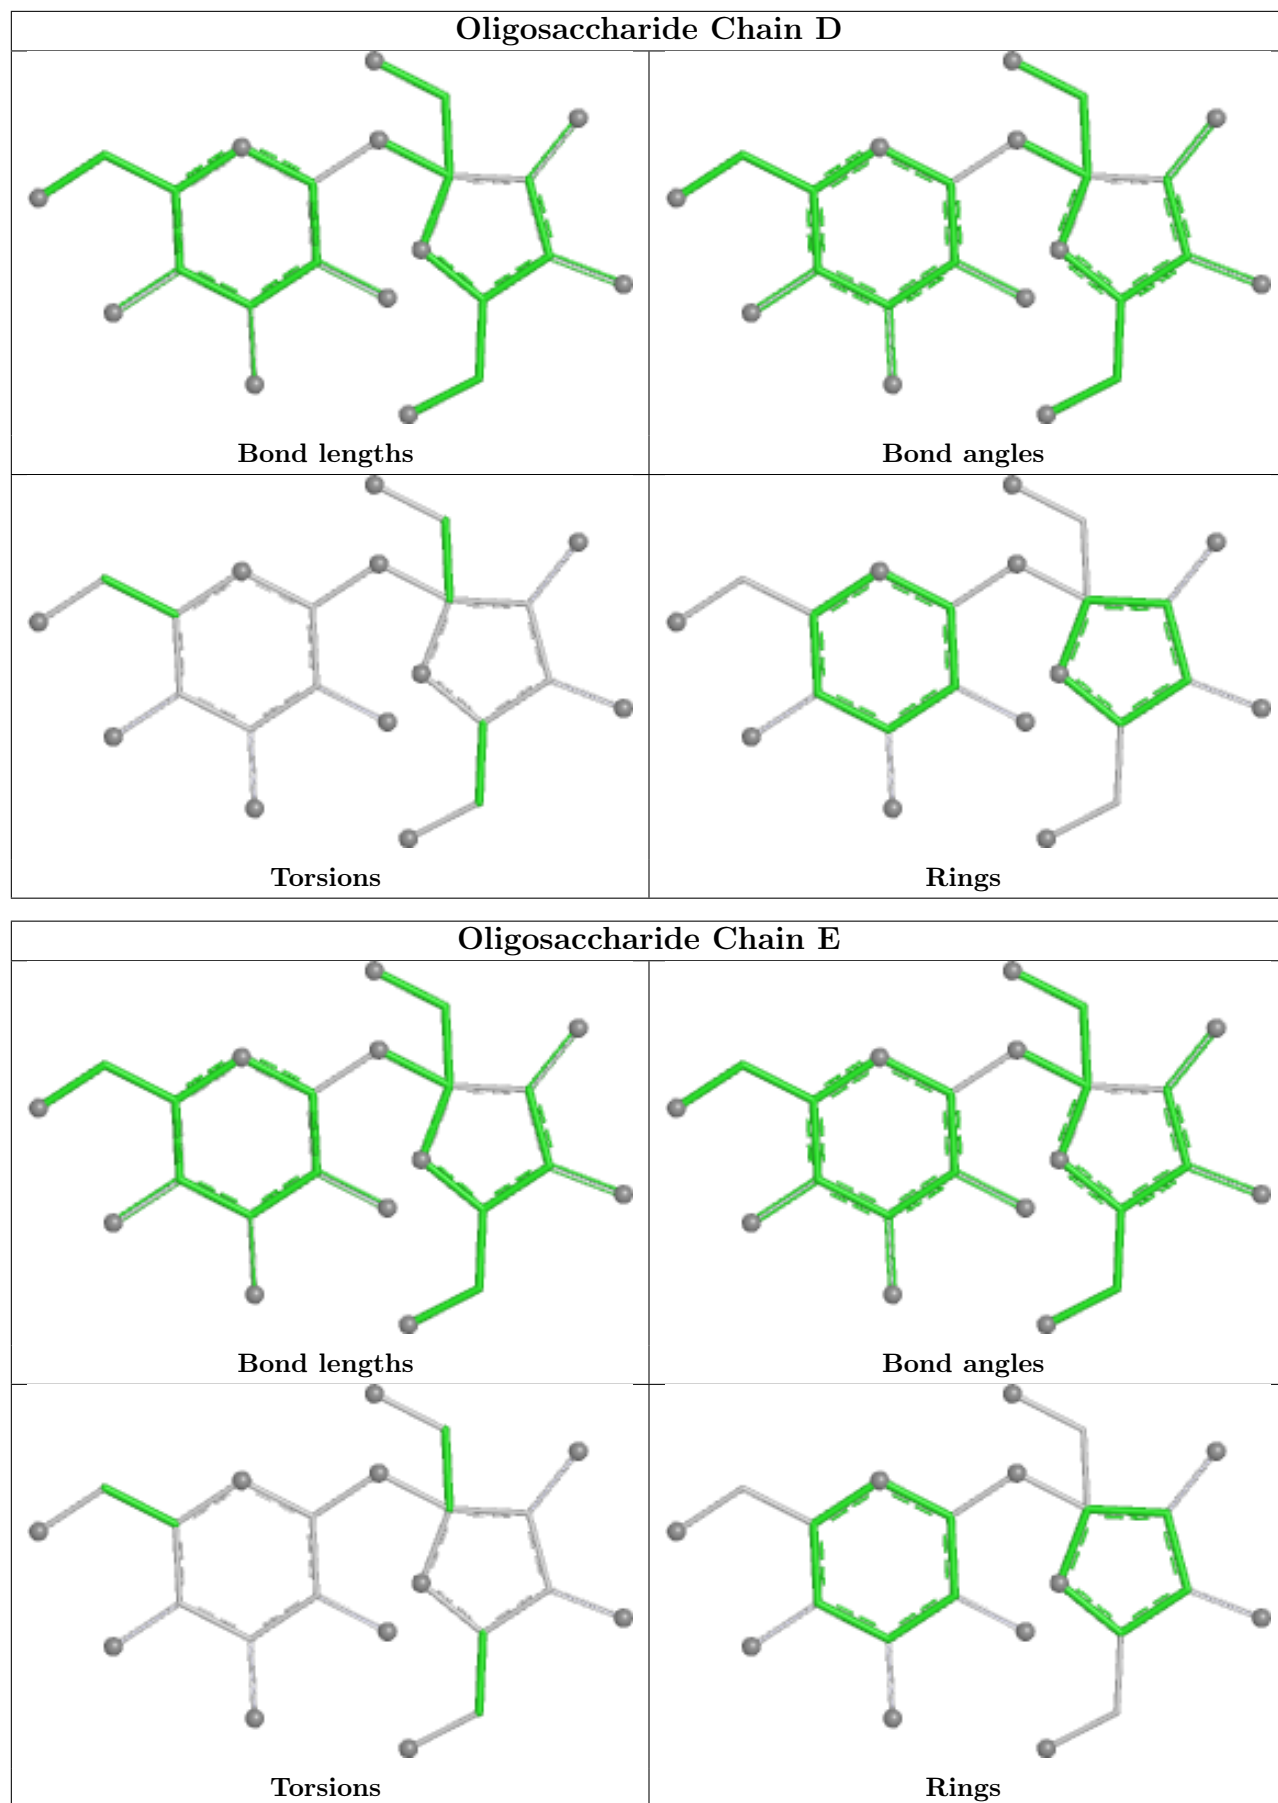 Oligosaccharide Chain D
Bond lengths
Bond angles
Torsions
Rings
Oligosaccharide Chain E
Bond lengths
Bond angles
Torsions
Rings